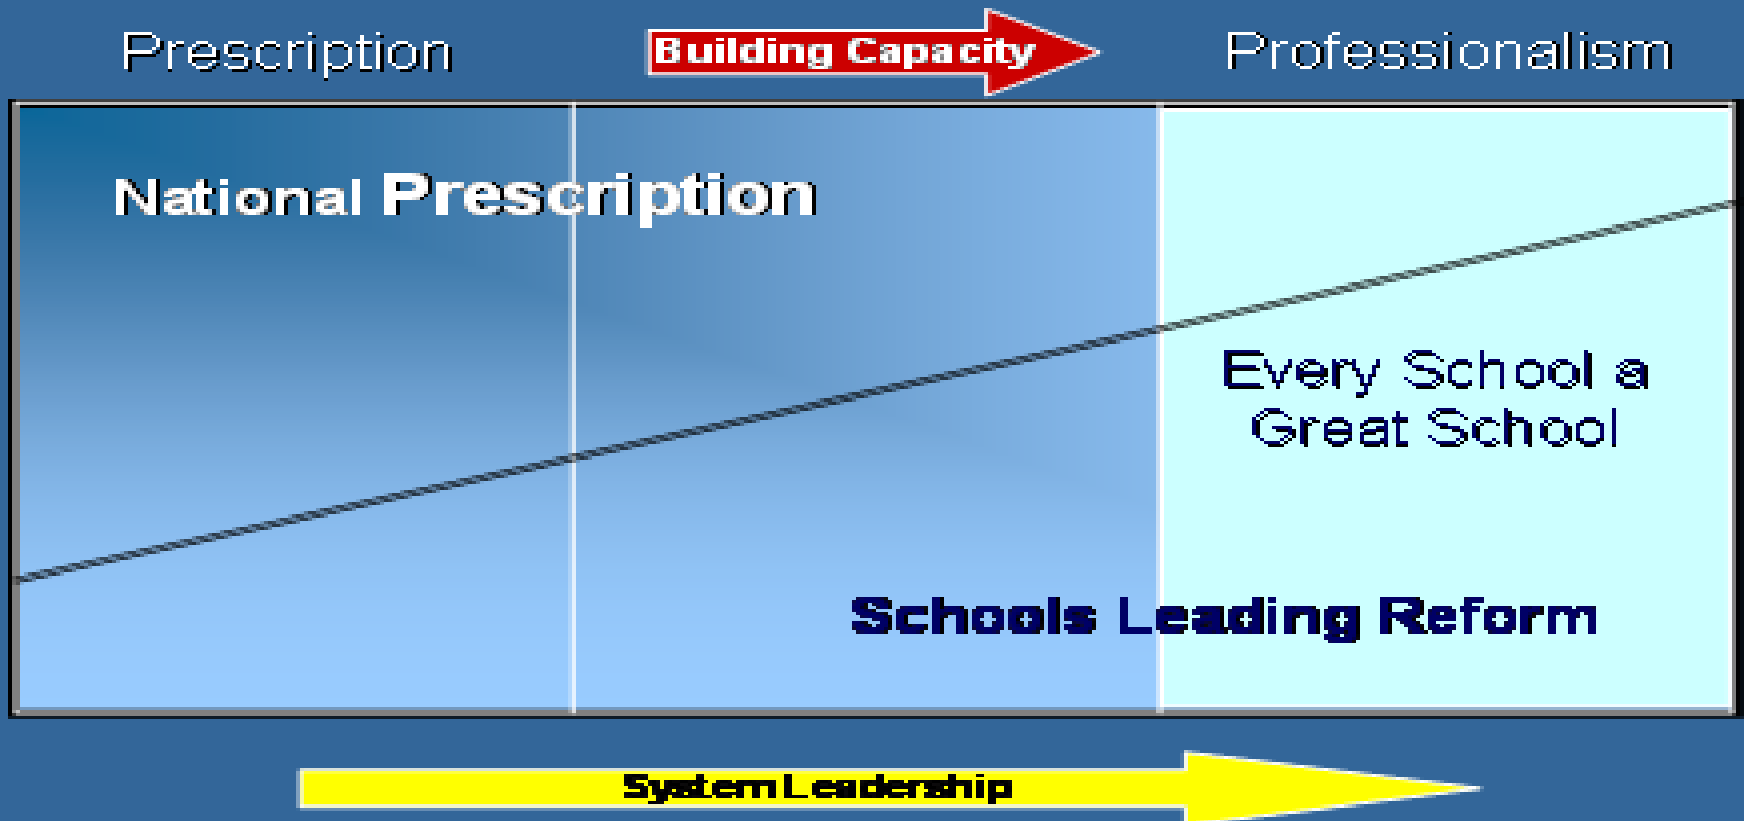 Prescription
Building Capacity
Professionalism
National Prescription
Every School a
Great School
Schools Leading Reform
System Leadership